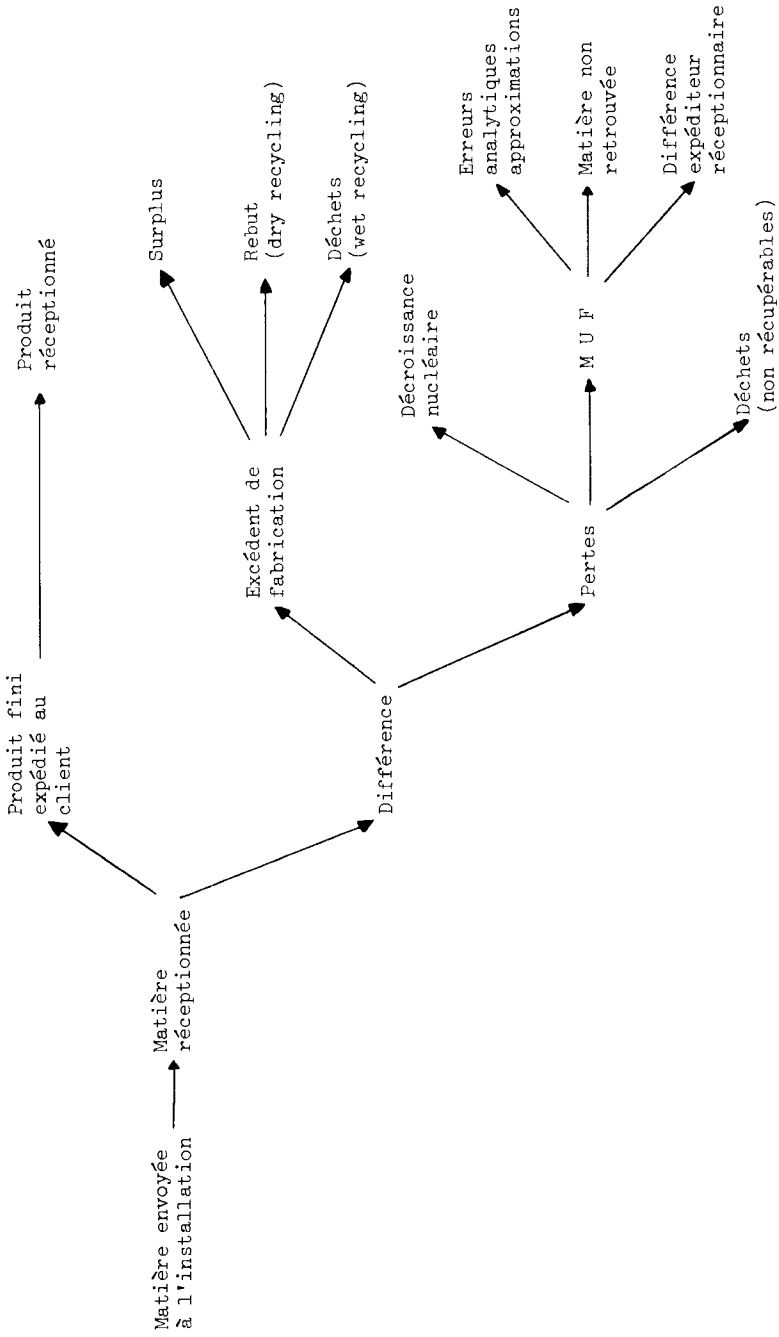 Matière envoyée
à l'installation
Matière
réceptionnée
Produit fini
expédié au
client
Produit
réceptionné
Différence
Excédent de
fabrication
Surplus
Rebut
(dry recycling)
Déchets
(wet recycling)
Pertes
Décroissance
nucléaire
M U F
Déchets
(non récupérables)
Erreurs
analytiques
approximations
Matière non
retrouvée
Différence
expéditeur
réceptionnaire